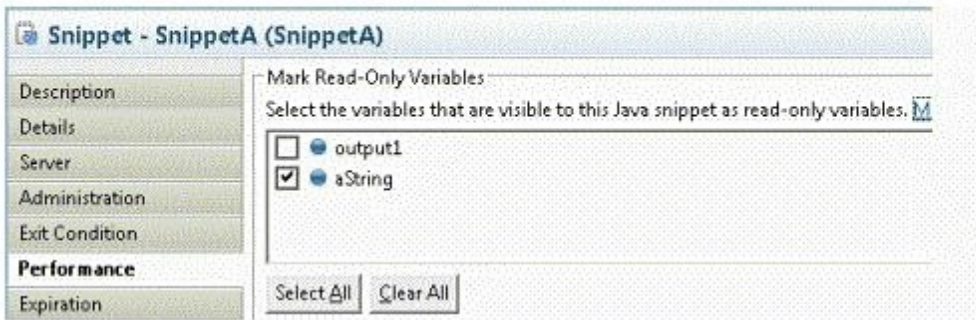 Snippet - SnippetA (SnippetA)
Description
Details
Server
Administration
Exit Condition
Performance
Expiration
Mark Read-Only Variables
Select the variables that are visible to this Java snippet as read-only variables. M
output1
aString
Select All Clear All